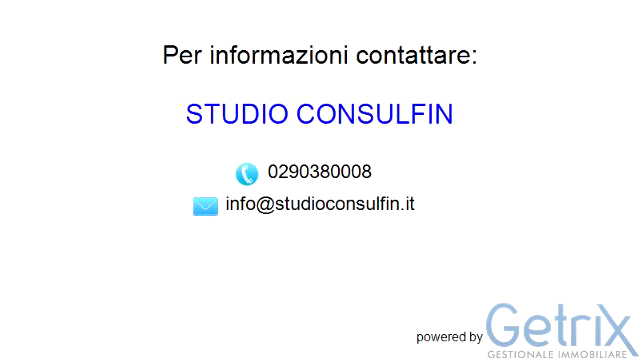 Per informazioni contattare:
STUDIO CONSULFIN
0290380008
info@studioconsulfin.it
powered by Getrix
GESTIONALE IMMOBILIARE